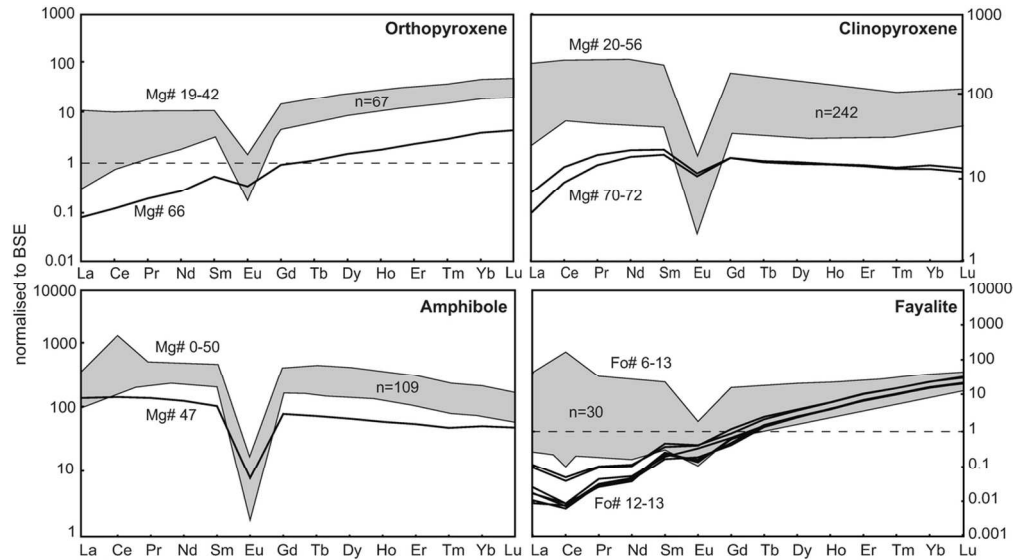 normalised to BSE
1000
100
10
1
0.1
0.01
Orthopyroxene
Mg# 19-42
n=67
Mg# 66
La Ce Pr Nd Sm Eu Gd Tb Dy Ho Er Tm Yb Lu
Clinopyroxene
Mg# 20-56
n=242
Mg# 70-72
1000
100
10
1
La Ce Pr Nd Sm Eu Gd Tb Dy Ho Er Tm Yb Lu
10000
1000
100
10
1
Amphibole
Mg# 0-50
n=109
Mg# 47
La Ce Pr Nd Sm Eu Gd Tb Dy Ho Er Tm Yb Lu
Fayalite
Fo# 6-13
n=30
Fo# 12-13
10000
1000
100
10
1
0.1
0.01
0.001
La Ce Pr Nd Sm Eu Gd Tb Dy Ho Er Tm Yb Lu